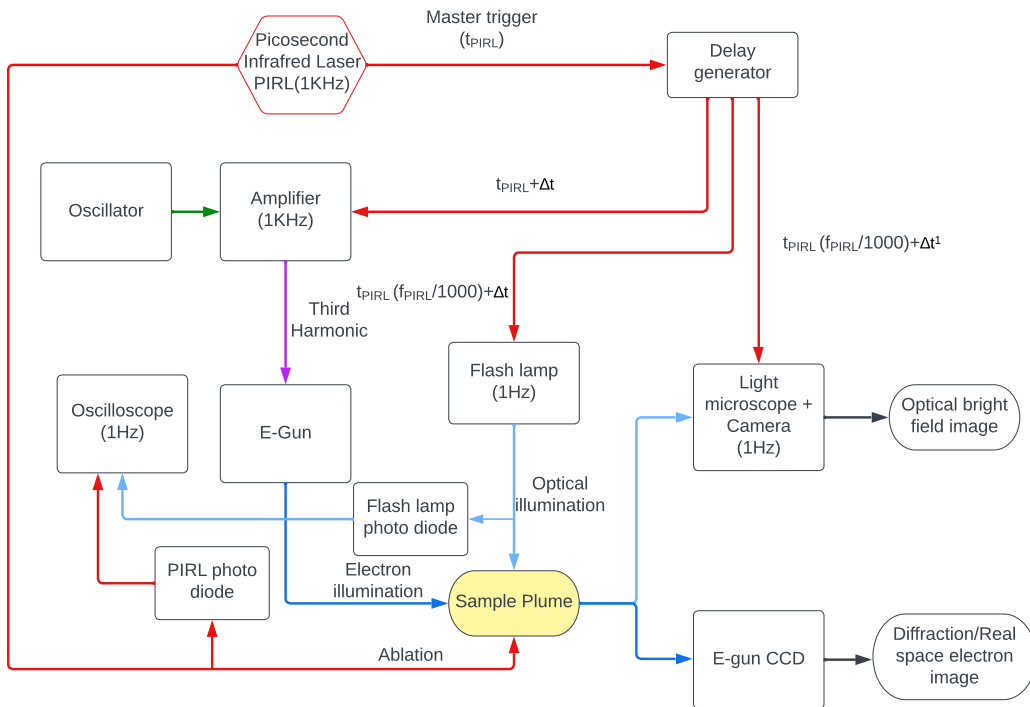 Picosecond
Infrafred Laser
PIRL(1KHz)
Master trigger
(tPIRL)
Delay
generator
Oscillator
Amplifier
(1KHz)
tPIRL+Δt
tPIRL (fPIRL/1000)+Δt¹
tPIRL (fPIRL/1000)+Δt
Third
Harmonic
Flash lamp
(1Hz)
Light
microscope +
Camera
(1Hz)
Optical bright
field image
Oscilloscope
(1Hz)
E-Gun
Optical
illumination
Flash lamp
photo diode
PIRL photo
diode
Electron
illumination
Sample Plume
Ablation
E-gun CCD
Diffraction/Real
space electron
image